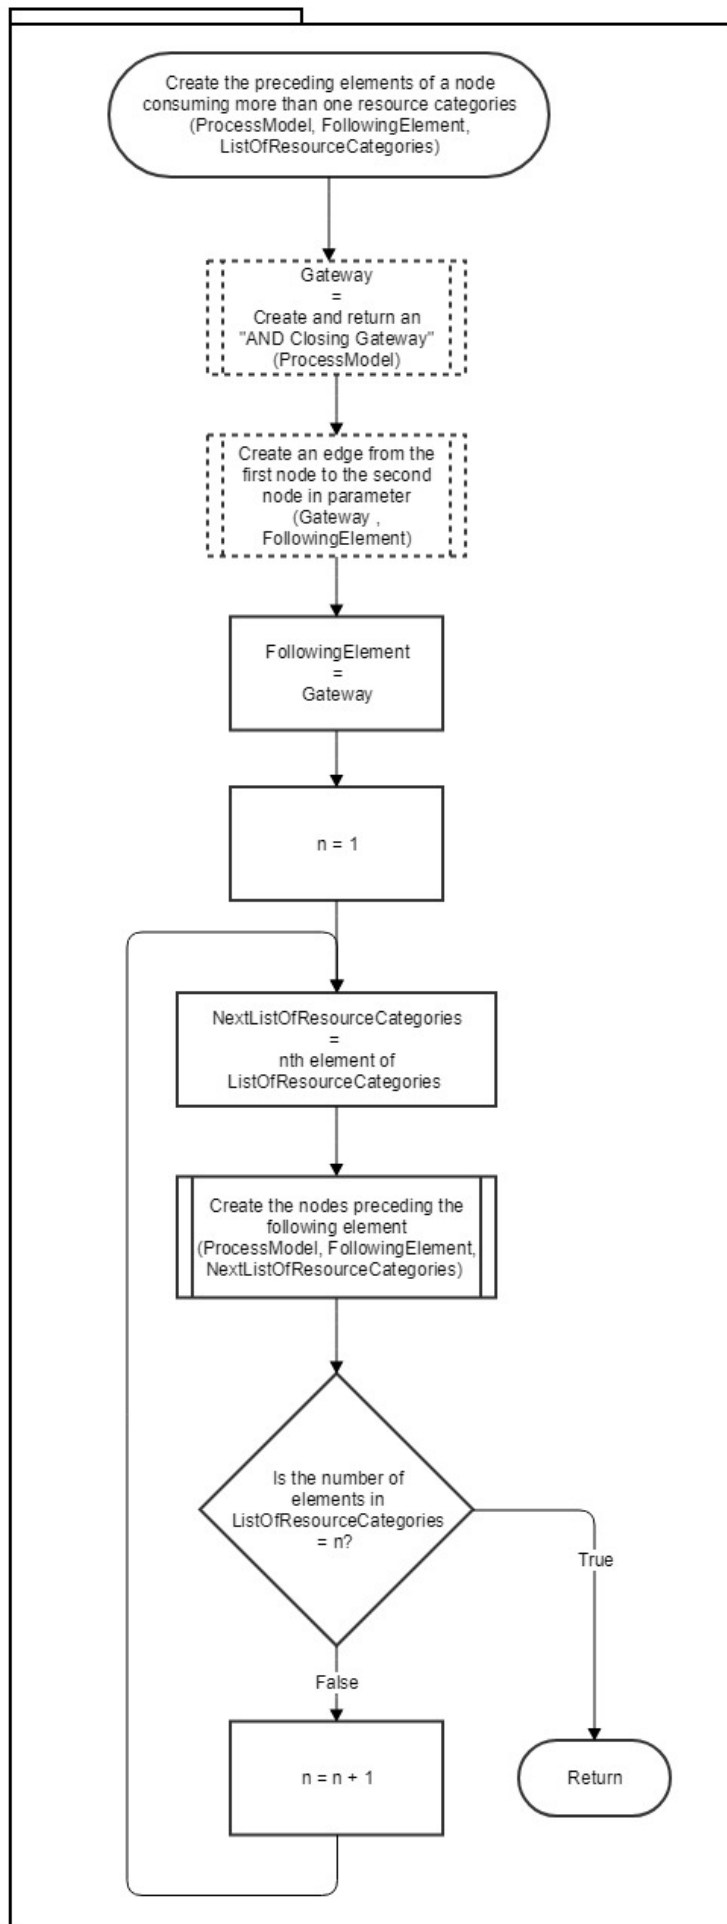 Create the preceding elements of a node
consuming more than one resource categories
(ProcessModel, FollowingElement,
ListOfResourceCategories)
Gateway
=
Create and return an
"AND Closing Gateway"
(ProcessModel)
Create an edge from the
first node to the second
node in parameter
(Gateway ,
FollowingElement)
FollowingElement
=
Gateway
n = 1
NextListOfResourceCategories
=
nth element of
ListOfResourceCategories
Create the nodes preceding the
following element
(ProcessModel, FollowingElement,
NextListOfResourceCategories)
Is the number of
elements in
ListOfResourceCategories
= n?
True
False
n = n + 1
Return